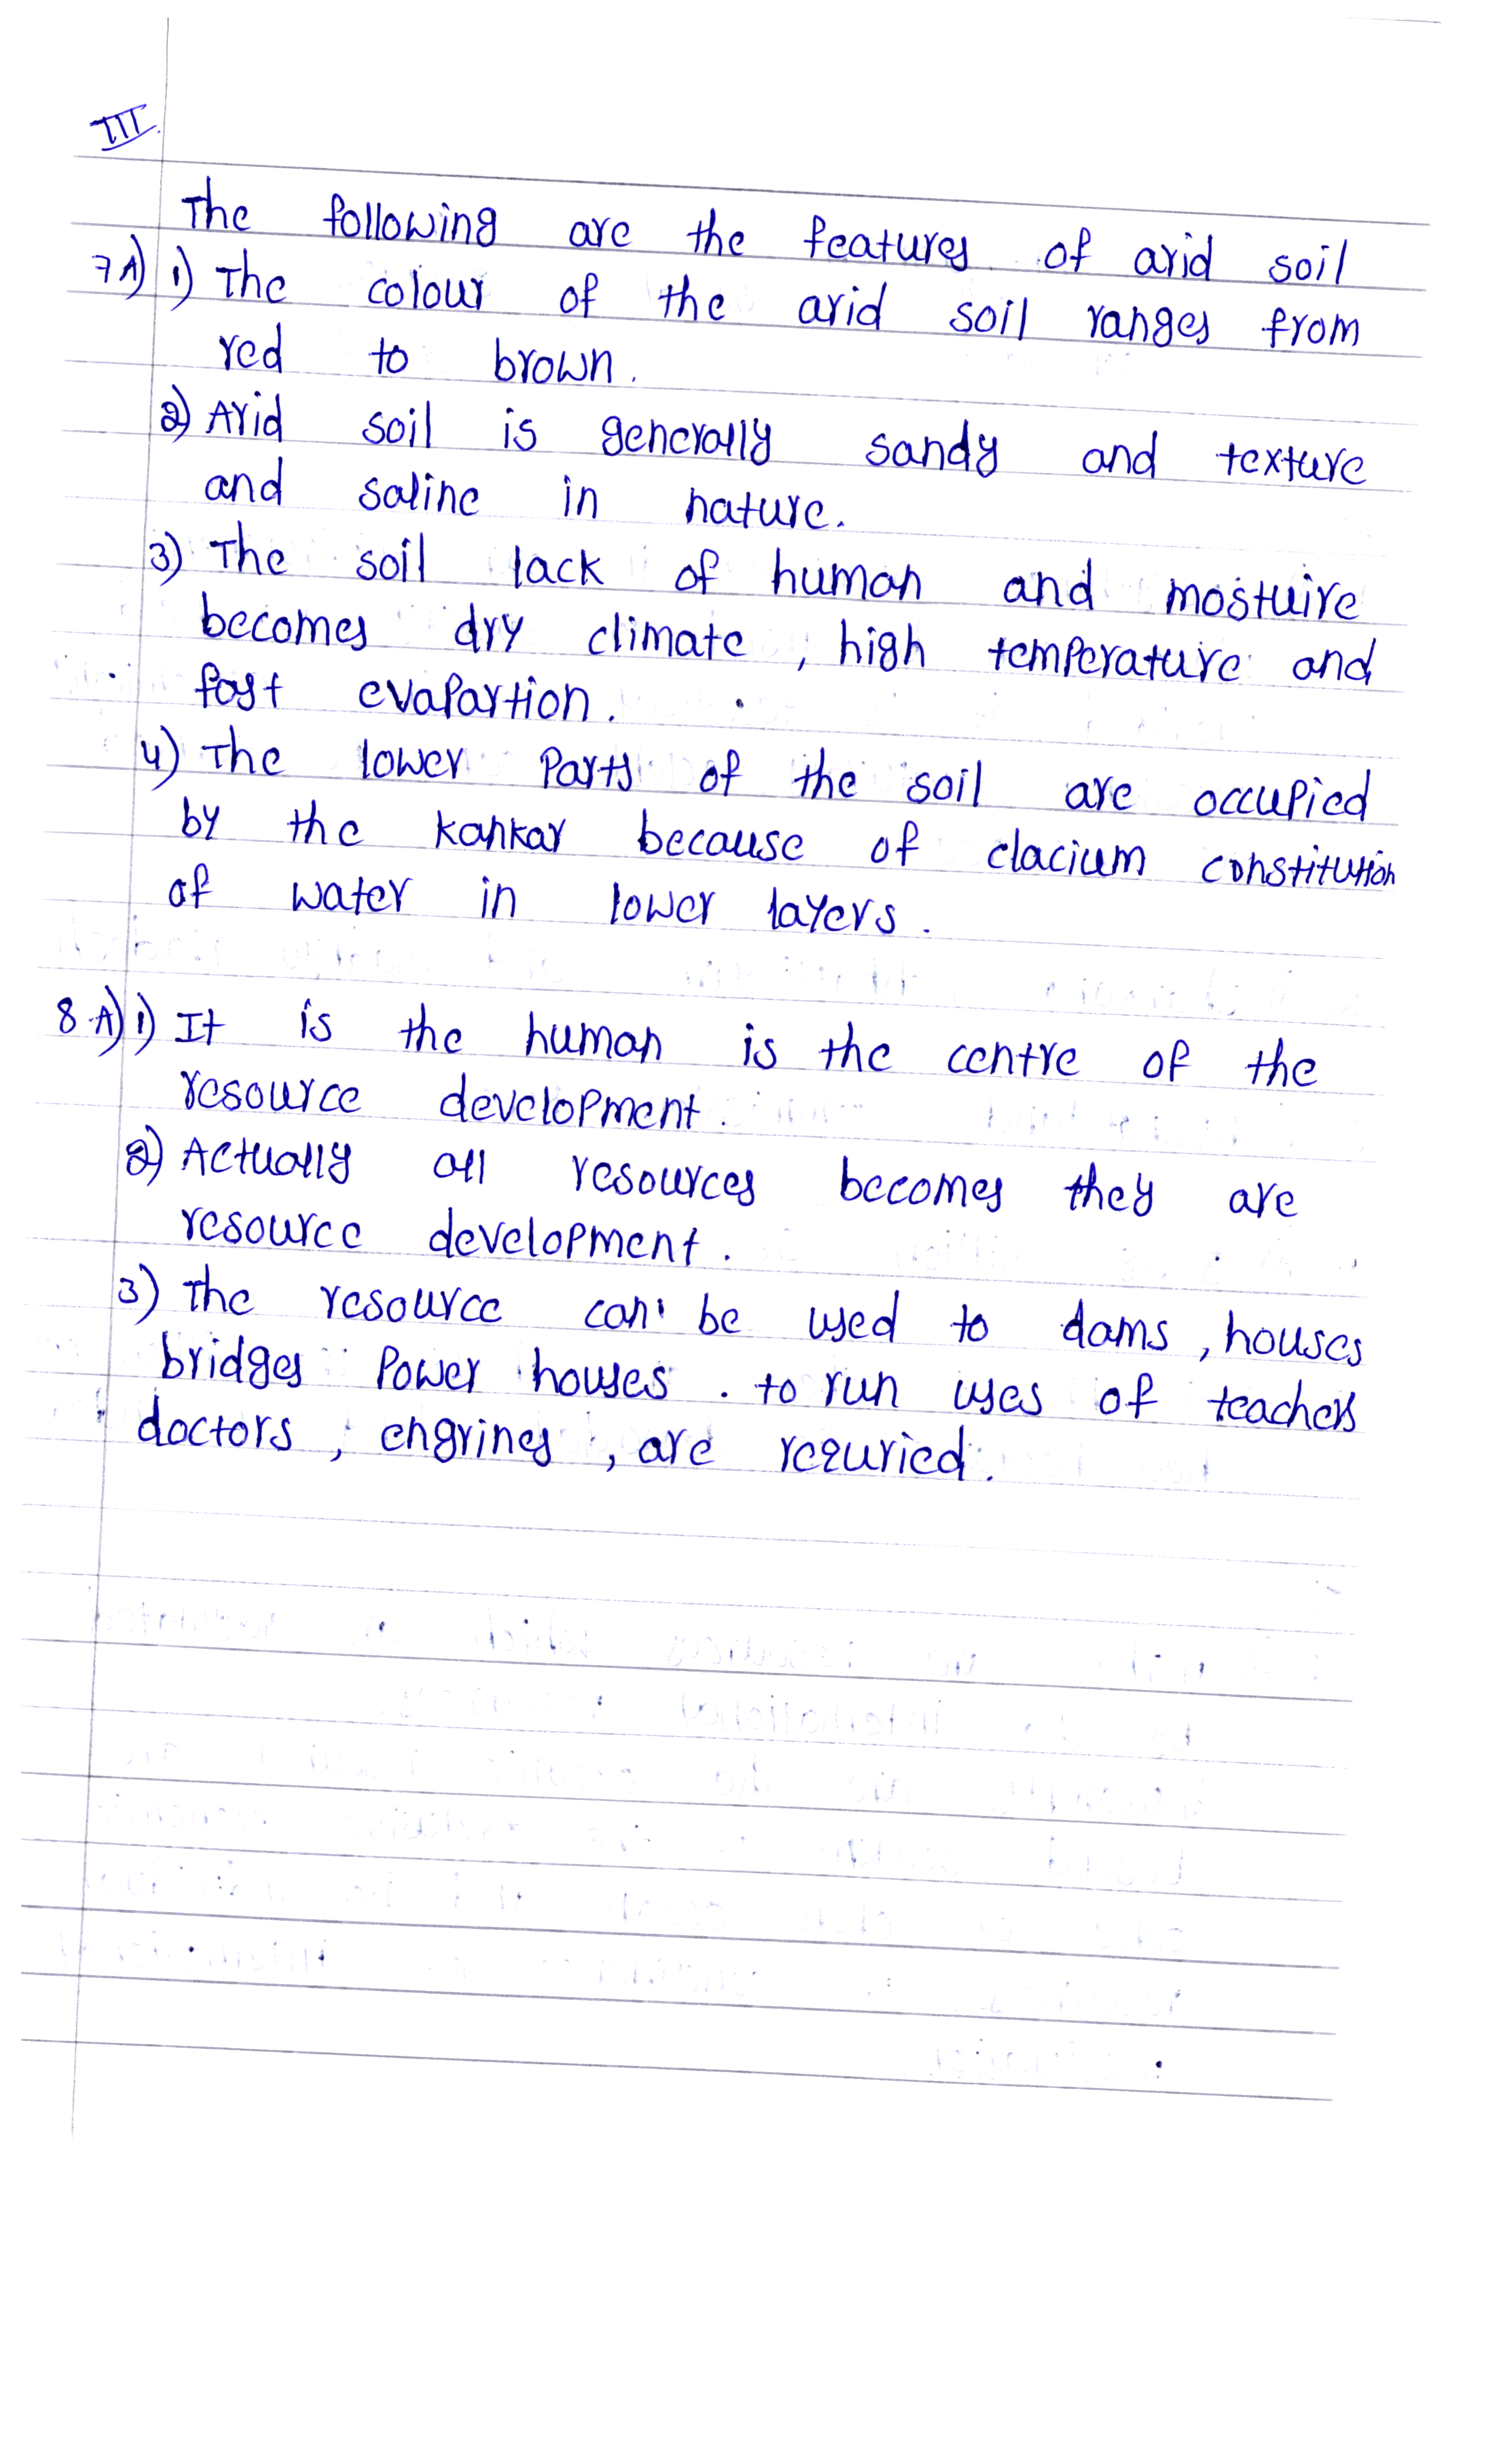 III.
The following are the features of arid soil
7A) 1) The colour of the arid soil ranges from
red to brown.
2) Arid soil is generally sandy and texture
and saline in nature.
3) The soil lack of human and mostuire
becomes dry climate, high temperature and
fast evapartion.
4) The lower parts of the soil are occupied
by the kankar because of clacium constitution
of water in lower layers.
8 A) 1) It is the human is the centre of the
resource development.
2) Actually all resources becomes they are
resource development.
3) The resource can be used to dams, houses
bridges power houses. to run uses of teachers
doctors, engrines, are requried.